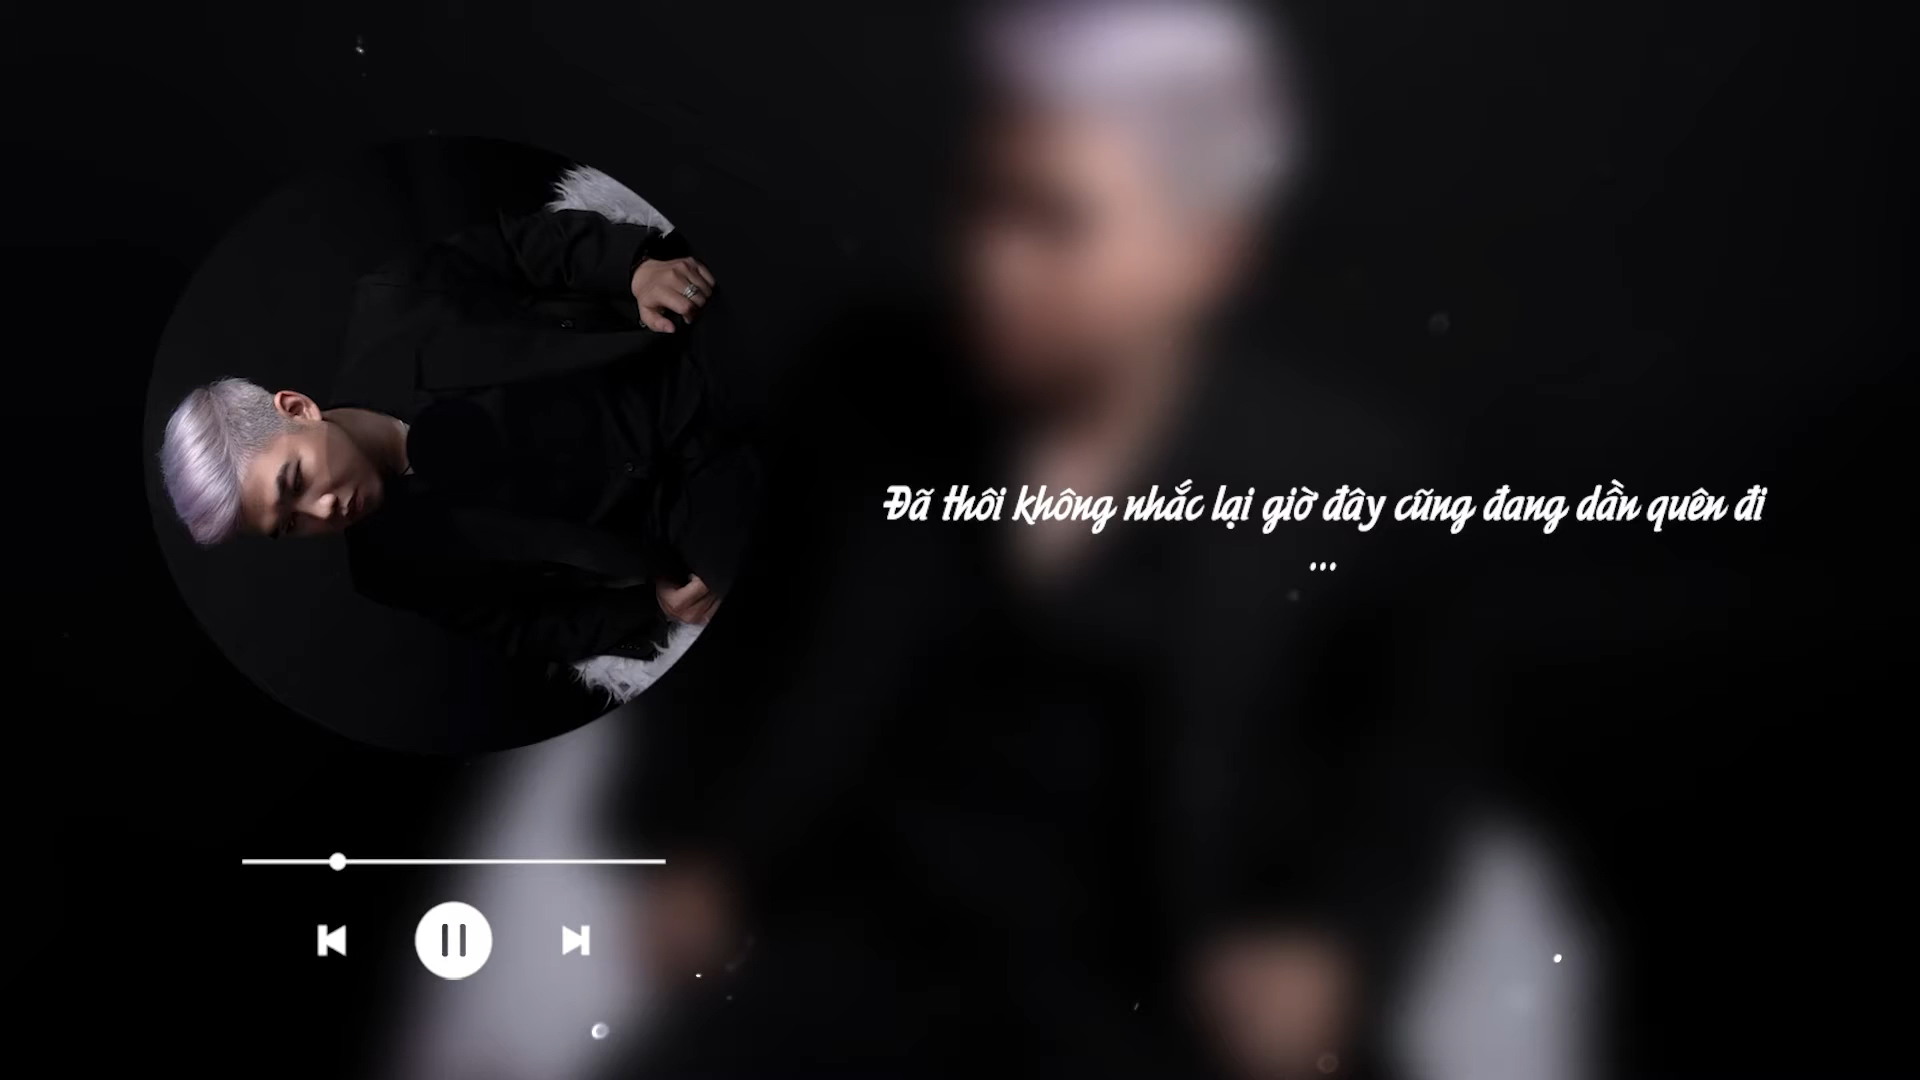 Đã thôi không nhắc lại giờ đây cũng đang dần quên đi
...